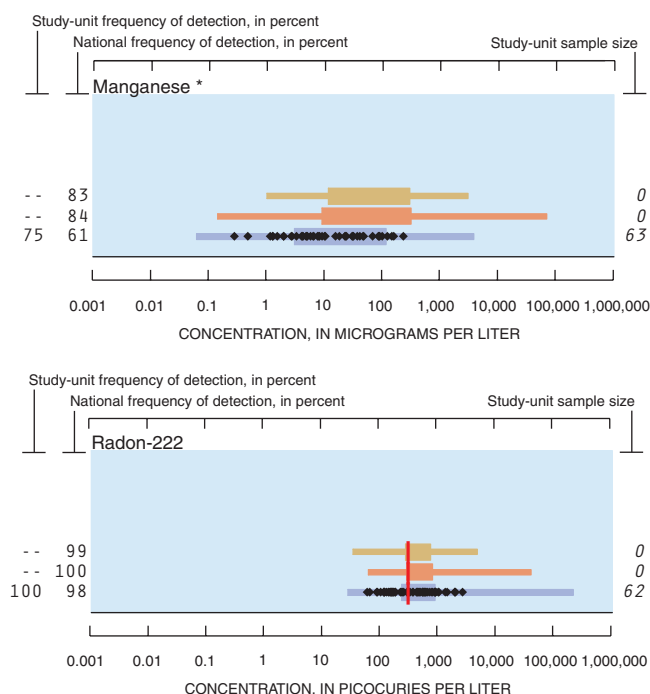 Study-unit frequency of detection, in percent
National frequency of detection, in percent
Study-unit sample size
Manganese *
-- 83 0
-- 84 0
75 61 63
0.001 0.01 0.1 1 10 100 1,000 10,000 100,000 1,000,000
CONCENTRATION, IN MICROGRAMS PER LITER
Study-unit frequency of detection, in percent
National frequency of detection, in percent
Study-unit sample size
Radon-222
-- 99 0
-- 100 0
100 98 62
0.001 0.01 0.1 1 10 100 1,000 10,000 100,000 1,000,000
CONCENTRATION, IN PICOCURIES PER LITER